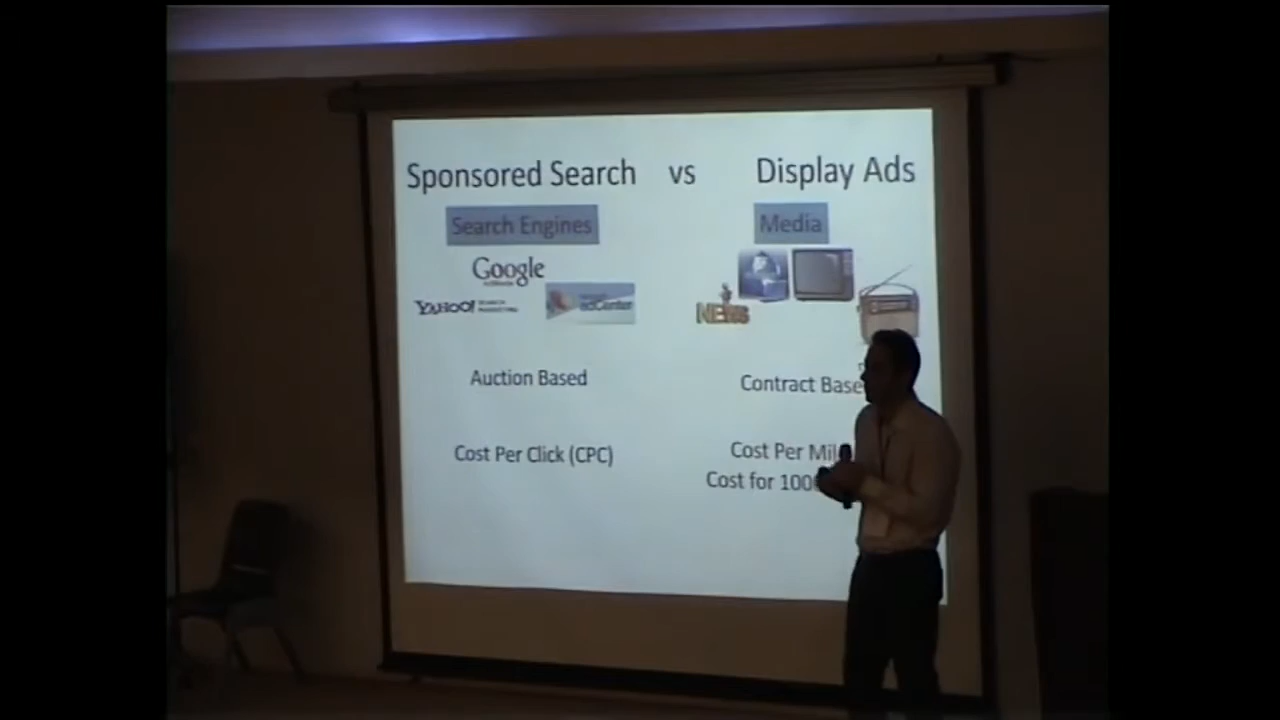 Sponsored Search vs Display Ads
Search Engines
Media
Google
YAHOO!
adCenter
NEWS
Auction Based
Contract Base
Cost Per Click (CPC)
Cost Per Mil
Cost for 100